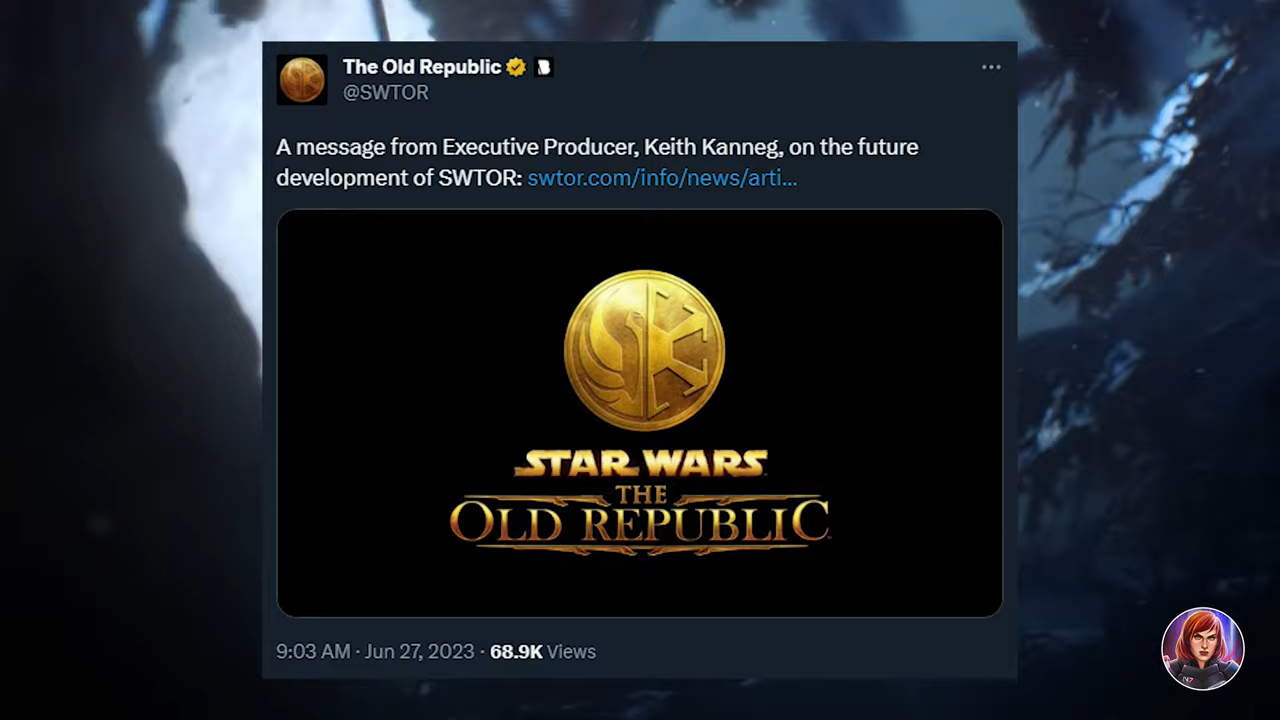 The Old Republic
@SWTOR
A message from Executive Producer, Keith Kanneg, on the future
development of SWTOR: swtor.com/info/news/arti...
STAR WARS
THE
OLD REPUBLIC
9:03 AM · Jun 27, 2023 · 68.9K Views
N7